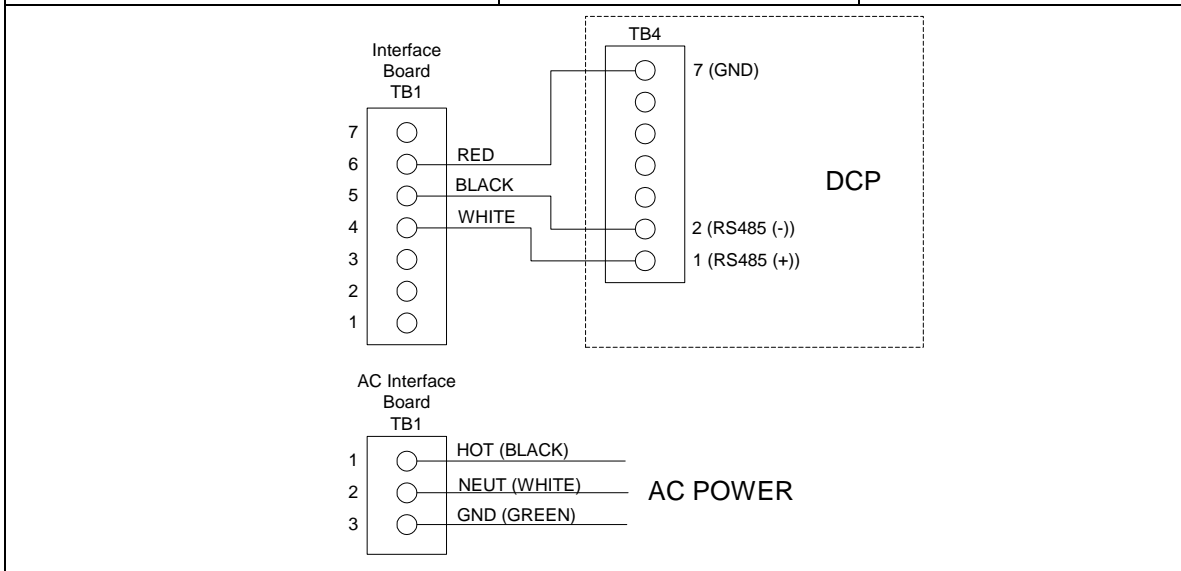 Interface
Board
TB1
7
6
5
4
3
2
1
RED
BLACK
WHITE
TB4
7 (GND)
2 (RS485 (-))
1 (RS485 (+))
DCP
AC Interface
Board
TB1
1
2
3
HOT (BLACK)
NEUT (WHITE)
GND (GREEN)
AC POWER